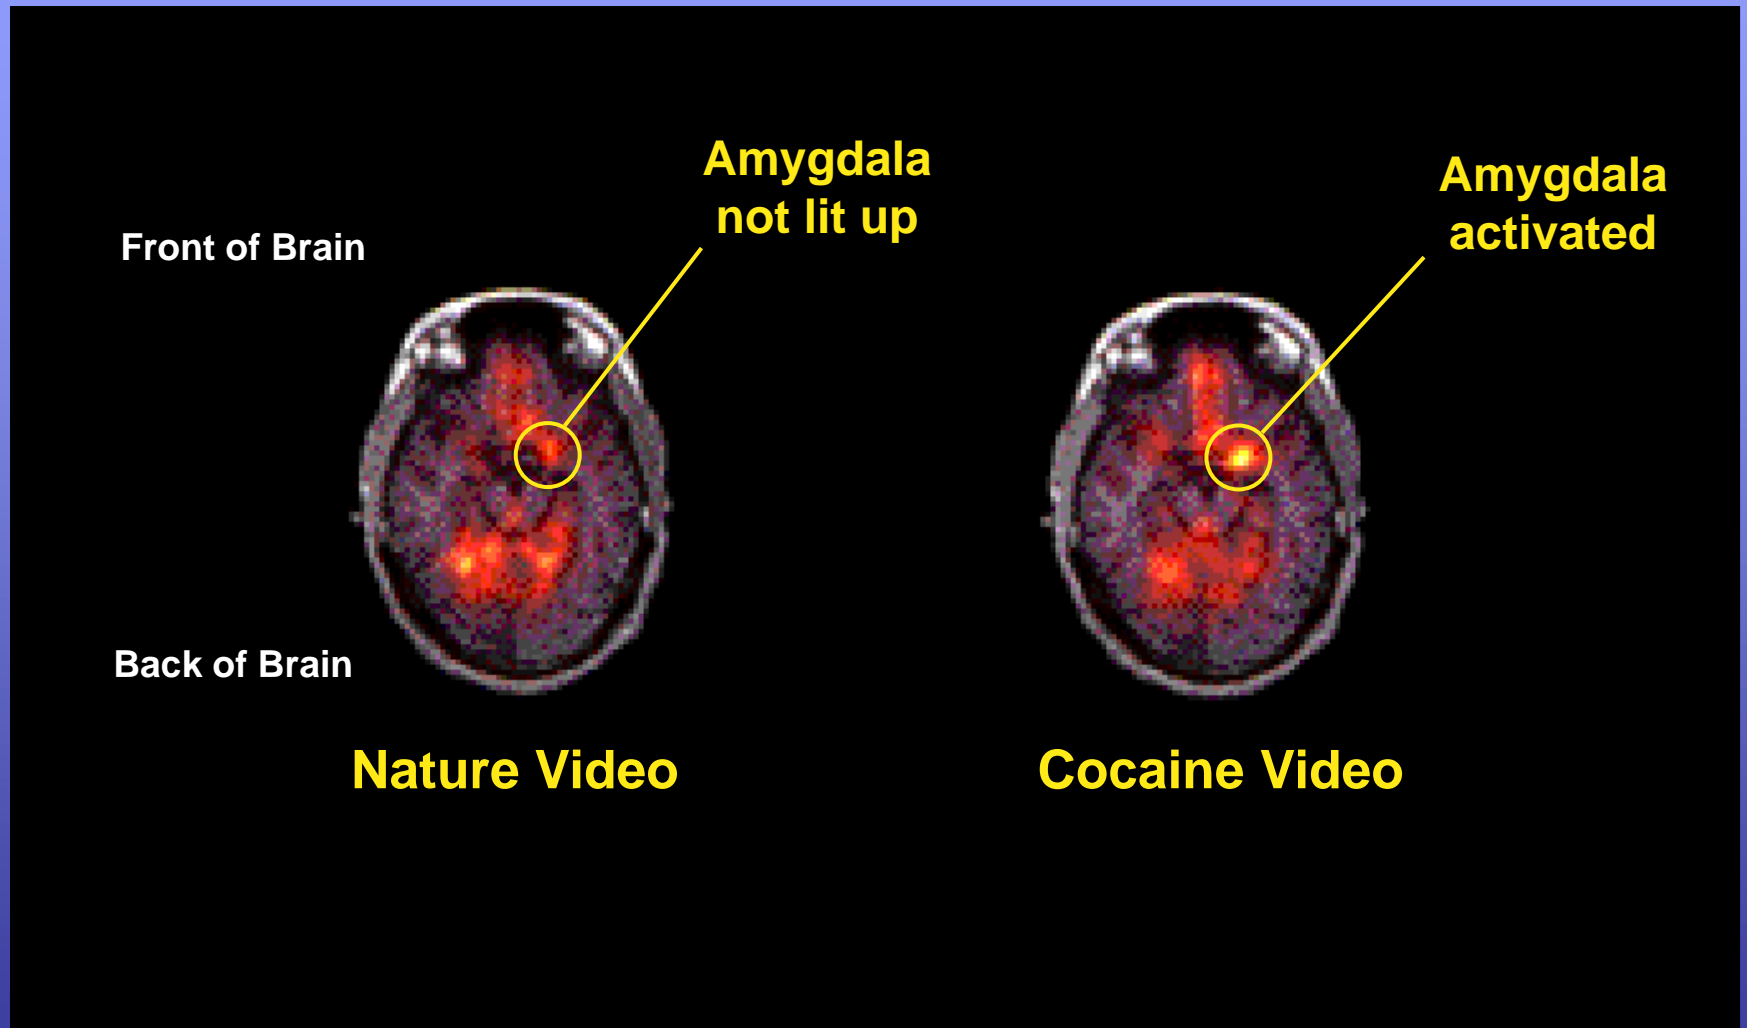 Amygdala
not lit up
Amygdala
activated
Front of Brain
Back of Brain
Nature Video
Cocaine Video